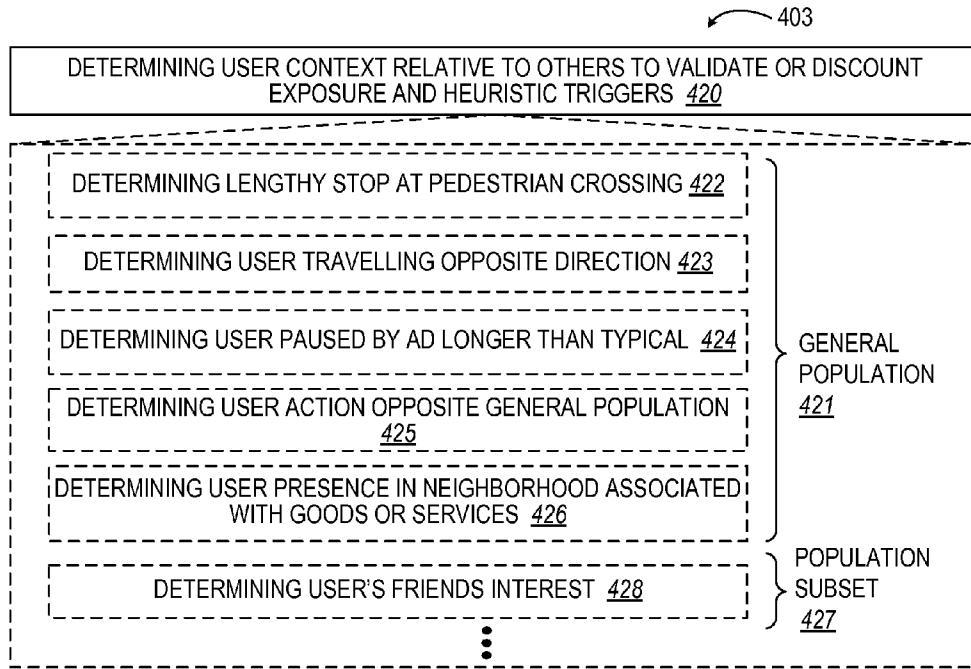 403
DETERMINING USER CONTEXT RELATIVE TO OTHERS TO VALIDATE OR DISCOUNT
EXPOSURE AND HEURISTIC TRIGGERS 420
DETERMINING LENGTHY STOP AT PEDESTRIAN CROSSING 422
DETERMINING USER TRAVELLING OPPOSITE DIRECTION 423
DETERMINING USER PAUSED BY AD LONGER THAN TYPICAL 424
DETERMINING USER ACTION OPPOSITE GENERAL POPULATION
425
DETERMINING USER PRESENCE IN NEIGHBORHOOD ASSOCIATED
WITH GOODS OR SERVICES 426
GENERAL
POPULATION
421
DETERMINING USER'S FRIENDS INTEREST 428
POPULATION
SUBSET
427